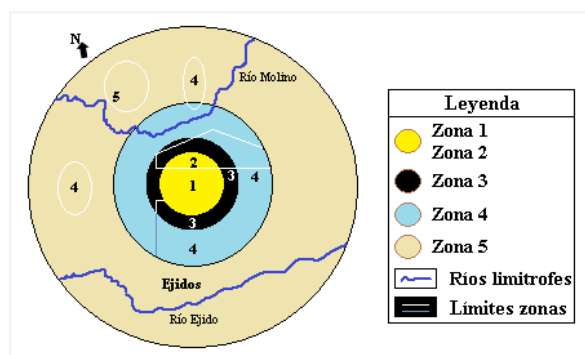 N
4
Río Molino
5
2
4
3
4
1
3
4
Ejidos
Río Ejido
Leyenda
Zona 1
Zona 2
Zona 3
Zona 4
Zona 5
Ríos limitrofes
Límites zonas